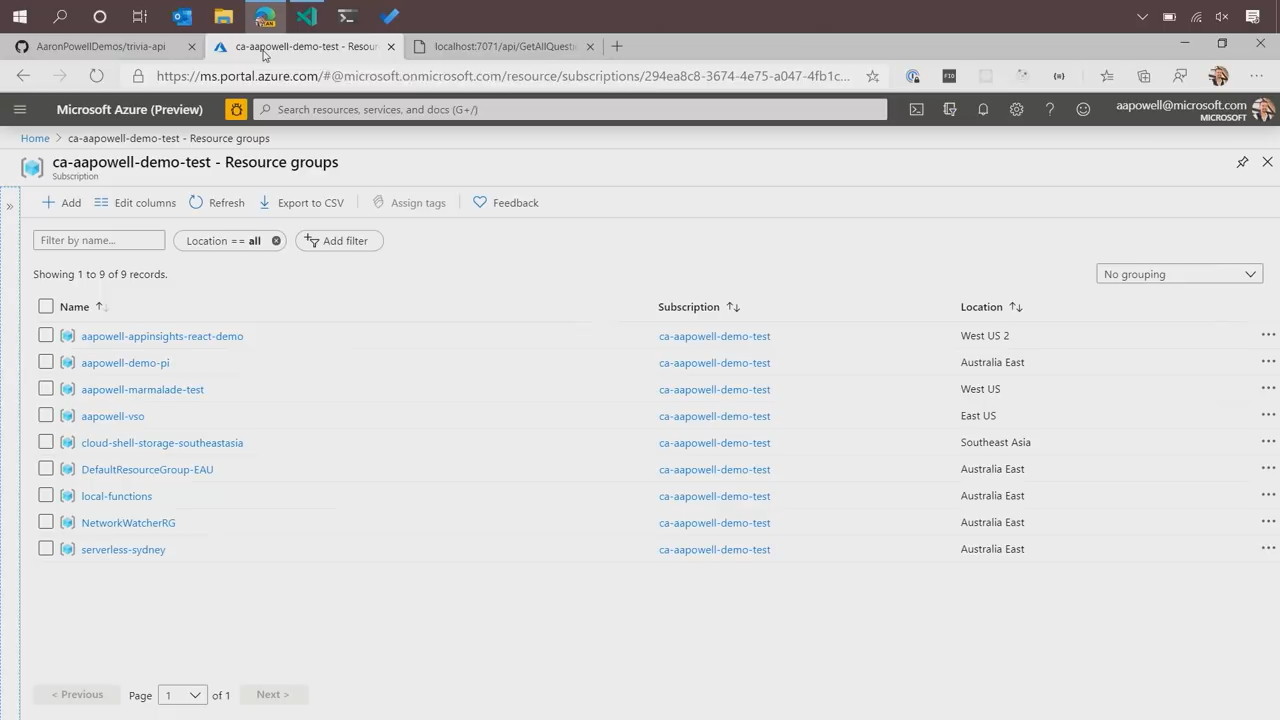 AaronPowellDemos/trivia-api
ca-aapowell-demo-test - Resour
localhost:7071/api/GetAllQuesti
https://ms.portal.azure.com/#@microsoft.onmicrosoft.com/resource/subscriptions/294ea8c8-3674-4e75-a047-4fb1c...
Microsoft Azure (Preview)
Search resources, services, and docs (G+/)
aapowell@microsoft.com
MICROSOFT
Home > ca-aapowell-demo-test - Resource groups
ca-aapowell-demo-test - Resource groups
Subscription
Add Edit columns Refresh Export to CSV Assign tags Feedback
Filter by name... Location == all Add filter
Showing 1 to 9 of 9 records.
No grouping
Name Subscription Location
aapowell-appinsights-react-demo ca-aapowell-demo-test West US 2
aapowell-demo-pi ca-aapowell-demo-test Australia East
aapowell-marmalade-test ca-aapowell-demo-test West US
aapowell-vso ca-aapowell-demo-test East US
cloud-shell-storage-southeastasia ca-aapowell-demo-test Southeast Asia
DefaultResourceGroup-EAU ca-aapowell-demo-test Australia East
local-functions ca-aapowell-demo-test Australia East
NetworkWatcherRG ca-aapowell-demo-test Australia East
serverless-sydney ca-aapowell-demo-test Australia East
< Previous Page 1 of 1 Next >